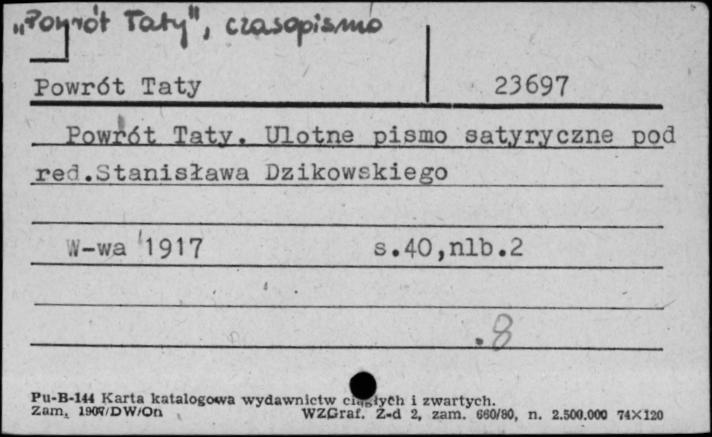 „Powrót Taty", czasopismo
Powrót Taty 23697
Powrót Taty. Ulotne pismo satyryczne pod
red.Stanisława Dzikowskiego
W-wa 1917 s.40,nlb.2
.8
Pu-B-144 Karta katalogowa wydawnictw ciągłych i zwartych.
Zam. 1907/DW/On WZGraf. Z-d 2, zam. 660/80, n. 2.500.000 74×120